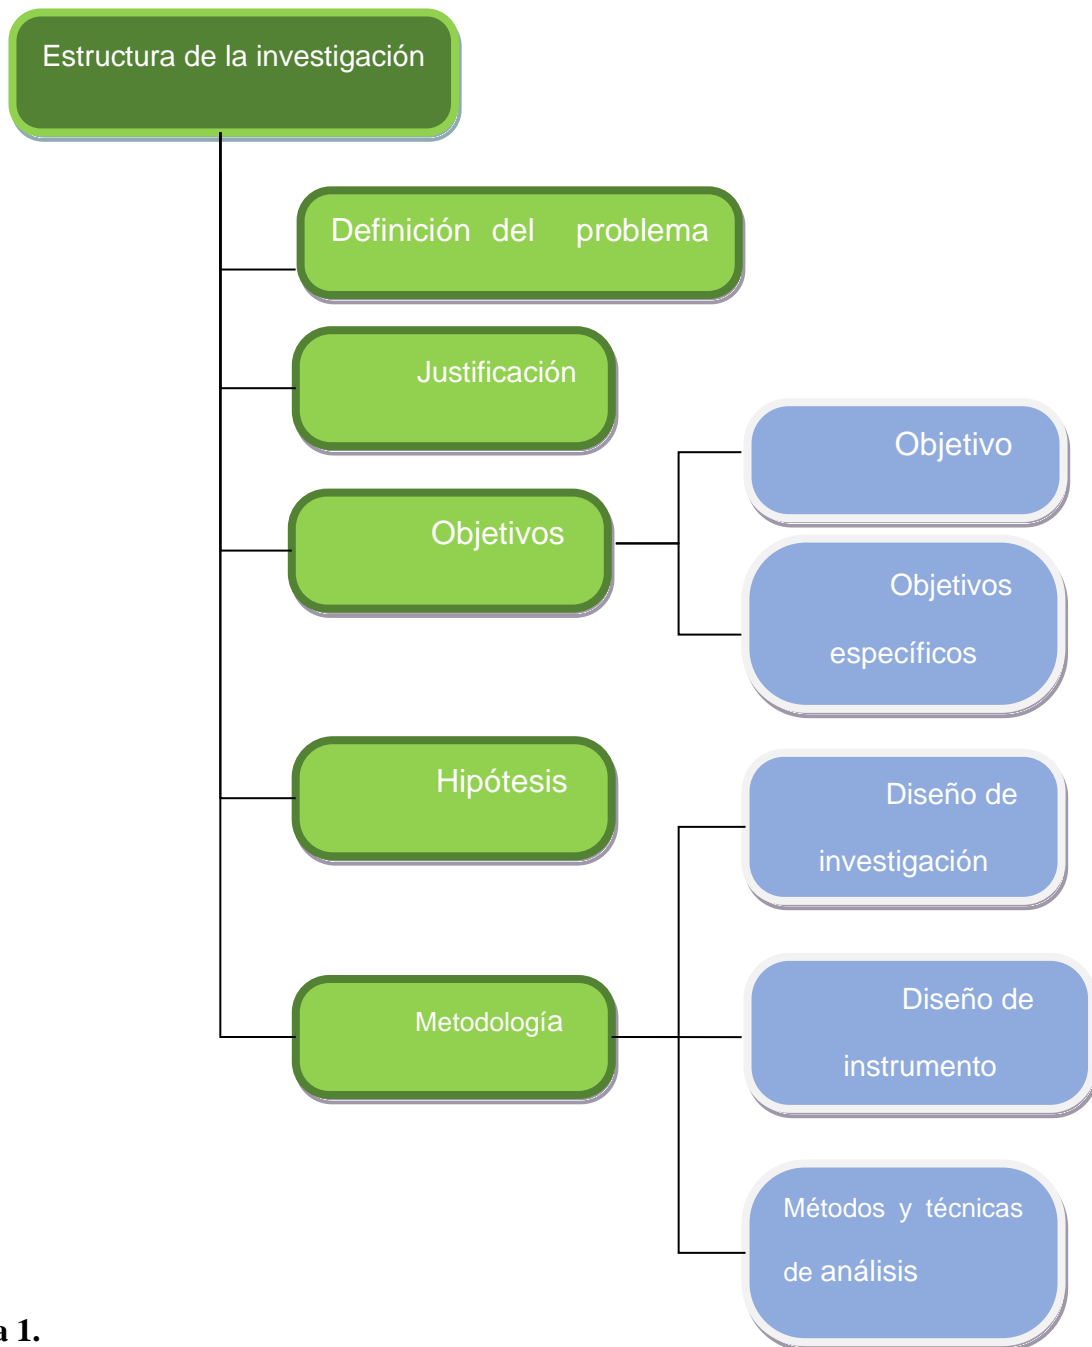 Estructura de la investigación
Definición del problema
Justificación
Objetivos
Objetivo
Objetivos
específicos
Hipótesis
Metodología
Diseño de
investigación
Diseño de
instrumento
Métodos y técnicas
de análisis
a 1.